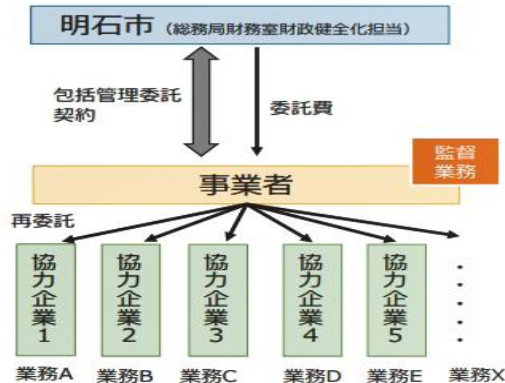 明石市（総務局財務室財政健全化担当）
包括管理委託
契約
委託費
監督
業務
事業者
再委託
協力企業1
協力企業2
協力企業3
協力企業4
協力企業5
・・・・・・
業務A
業務B
業務C
業務D
業務E
業務X